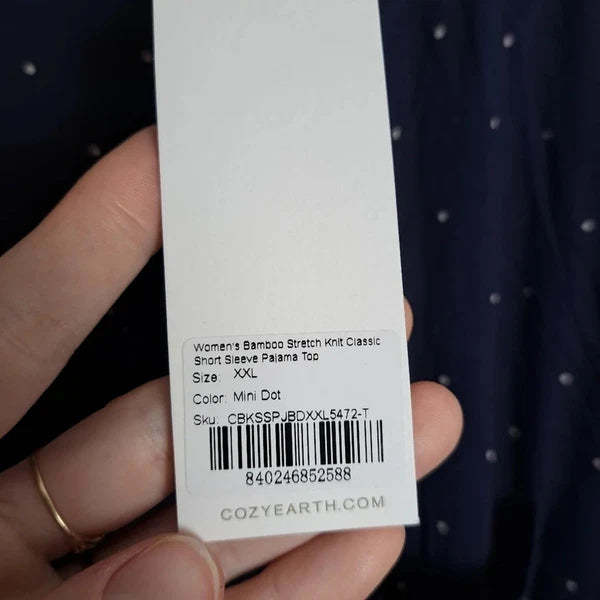 Women's Bamboo Stretch Knit Classic
Short Sleeve Pajama Top
Size: XXL
Color: Mini Dot
Sku: CBKSSPJBDXXL5472-T
840246852588
COZYEARTH.COM